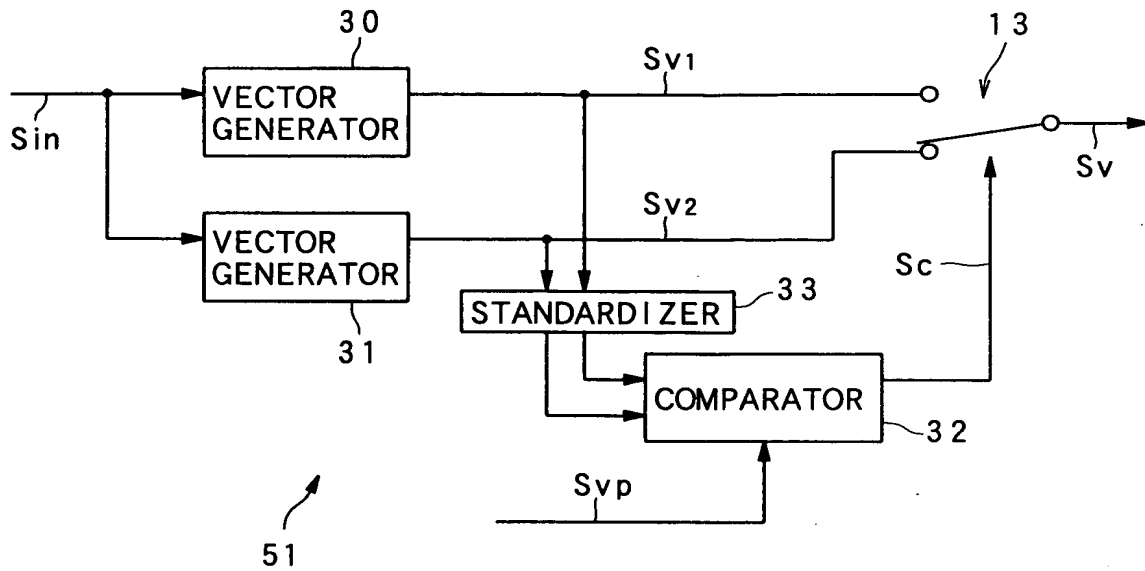 30
13
Sv1
VECTOR
GENERATOR
Sin
Sv
Sv2
VECTOR
GENERATOR
Sc
33
STANDARDIZER
31
COMPARATOR
32
Svp
51